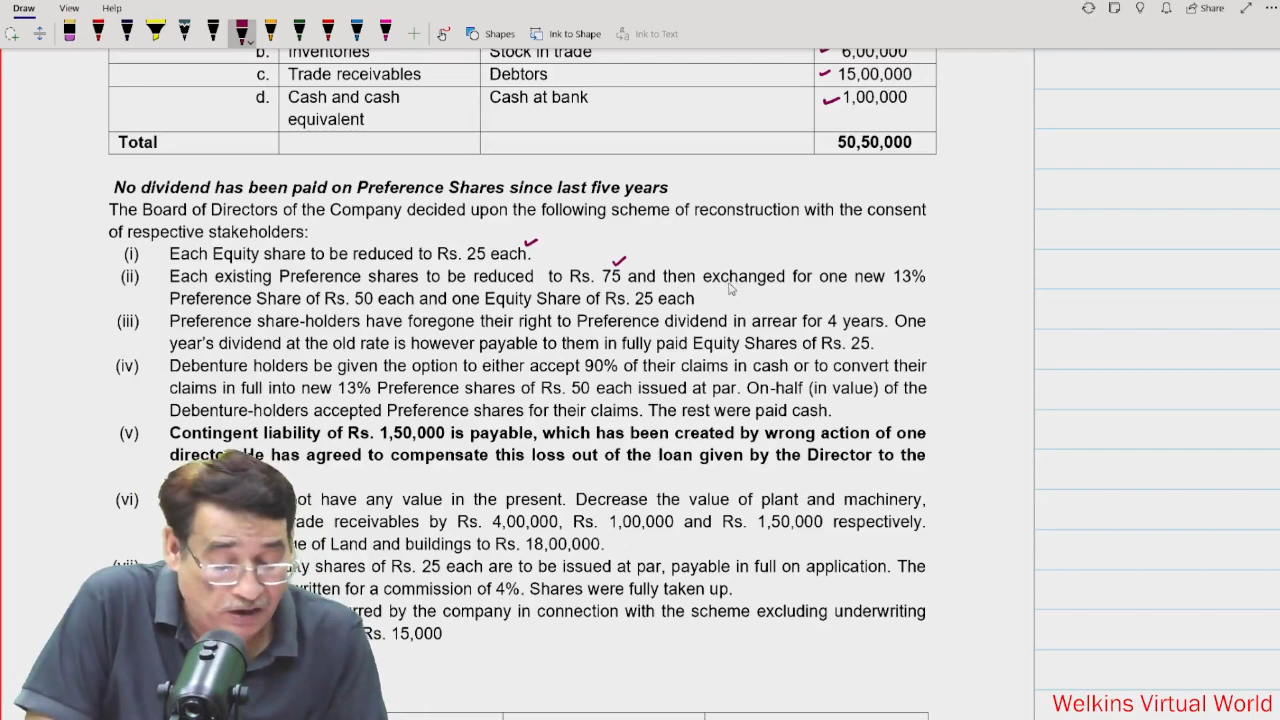 Draw View Help
Share
Shapes Ink to Shape Ink to Text
b. Inventories Stock in trade 6,00,000
c. Trade receivables Debtors 15,00,000
d. Cash and cash Cash at bank 1,00,000
equivalent
Total 50,50,000
No dividend has been paid on Preference Shares since last five years
The Board of Directors of the Company decided upon the following scheme of reconstruction with the consent
of respective stakeholders:
(i) Each Equity share to be reduced to Rs. 25 each.
(ii) Each existing Preference shares to be reduced to Rs. 75 and then exchanged for one new 13%
Preference Share of Rs. 50 each and one Equity Share of Rs. 25 each
(iii) Preference share-holders have foregone their right to Preference dividend in arrear for 4 years. One
year's dividend at the old rate is however payable to them in fully paid Equity Shares of Rs. 25.
(iv) Debenture holders be given the option to either accept 90% of their claims in cash or to convert their
claims in full into new 13% Preference shares of Rs. 50 each issued at par. On-half (in value) of the
Debenture-holders accepted Preference shares for their claims. The rest were paid cash.
(v) Contingent liability of Rs. 1,50,000 is payable, which has been created by wrong action of one
director. He has agreed to compensate this loss out of the loan given by the Director to the
(vi) not have any value in the present. Decrease the value of plant and machinery,
receivables by Rs. 4,00,000, Rs. 1,00,000 and Rs. 1,50,000 respectively.
of Land and buildings to Rs. 18,00,000.
shares of Rs. 25 each are to be issued at par, payable in full on application. The
for a commission of 4%. Shares were fully taken up.
by the company in connection with the scheme excluding underwriting
Rs. 15,000
Welkins Virtual World